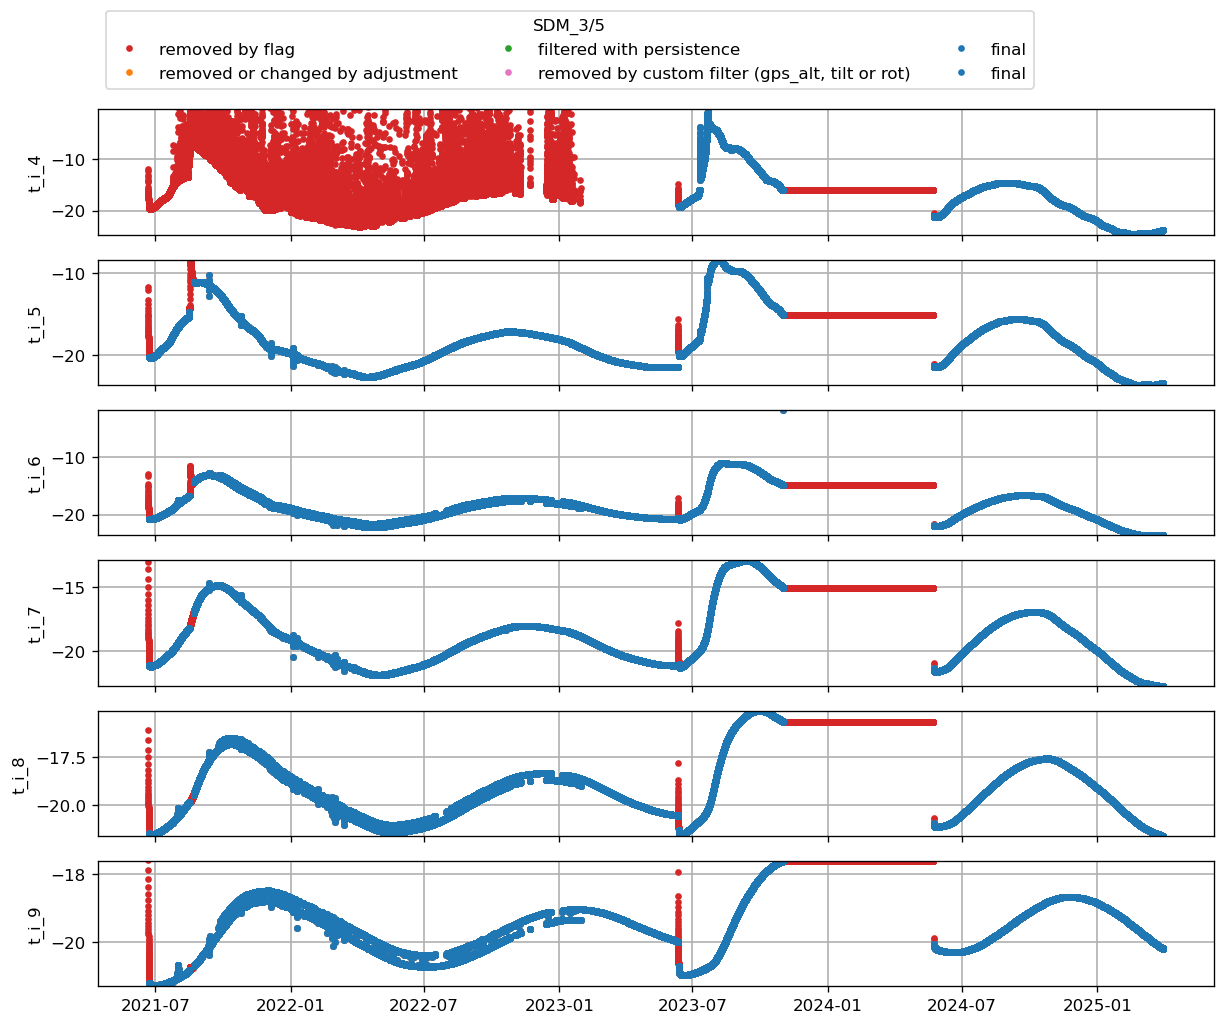 SDM_3/5
removed by flag
filtered with persistence
final
removed or changed by adjustment
removed by custom filter (gps_alt, tilt or rot)
final
t_i_4
−10
−20
t_i_5
−10
−20
t_i_6
−10
−20
t_i_7
−15
−20
t_i_8
−17.5
−20.0
t_i_9
−18
−20
2021-07
2022-01
2022-07
2023-01
2023-07
2024-01
2024-07
2025-01